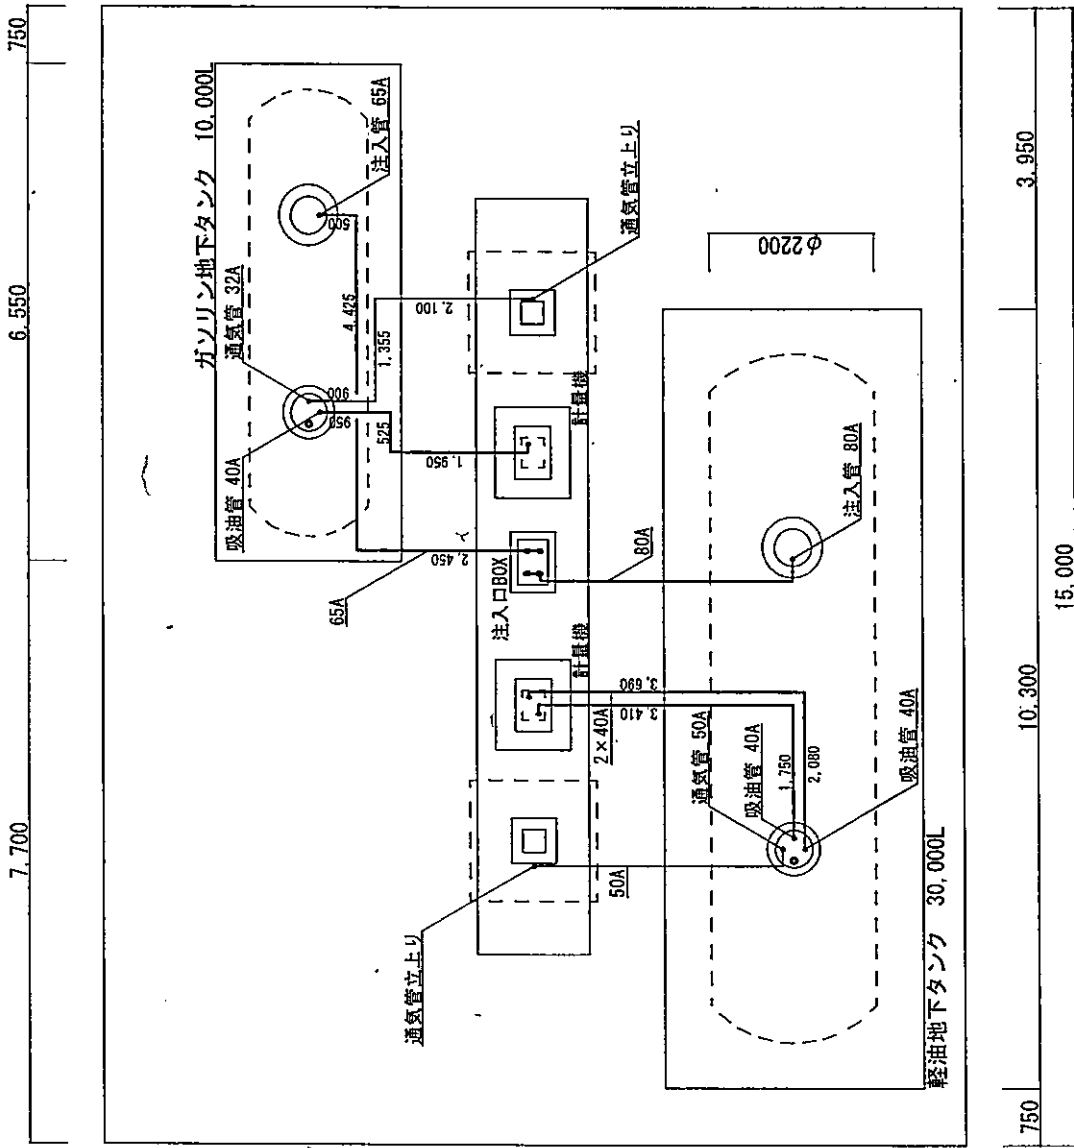 750
6,550
7,700
ガソリン地下タンク 10,000L
通気管 32A
注入管 65A
吸油管 40A
500
4,425
900
950
1,355
525
2,100
1,950
2,450
65A
通気管立上り
計量機
注入口BOX
計量機
80A
φ2200
注入管 80A
3,690
3,410
2×40A
通気管 50A
吸油管 40A
1,750
2,080
吸油管 40A
50A
通気管立上り
軽油地下タンク 30,000L
3,950
10,300
750
15,000